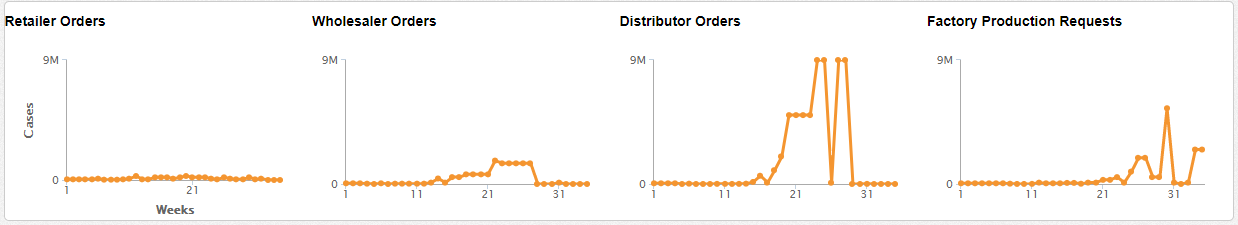 Retailer Orders
Wholesaler Orders
Distributor Orders
Factory Production Requests
9M
Cases
0
1
21
Weeks
9M
0
1
11
21
31
9M
0
1
11
21
31
9M
0
1
11
21
31